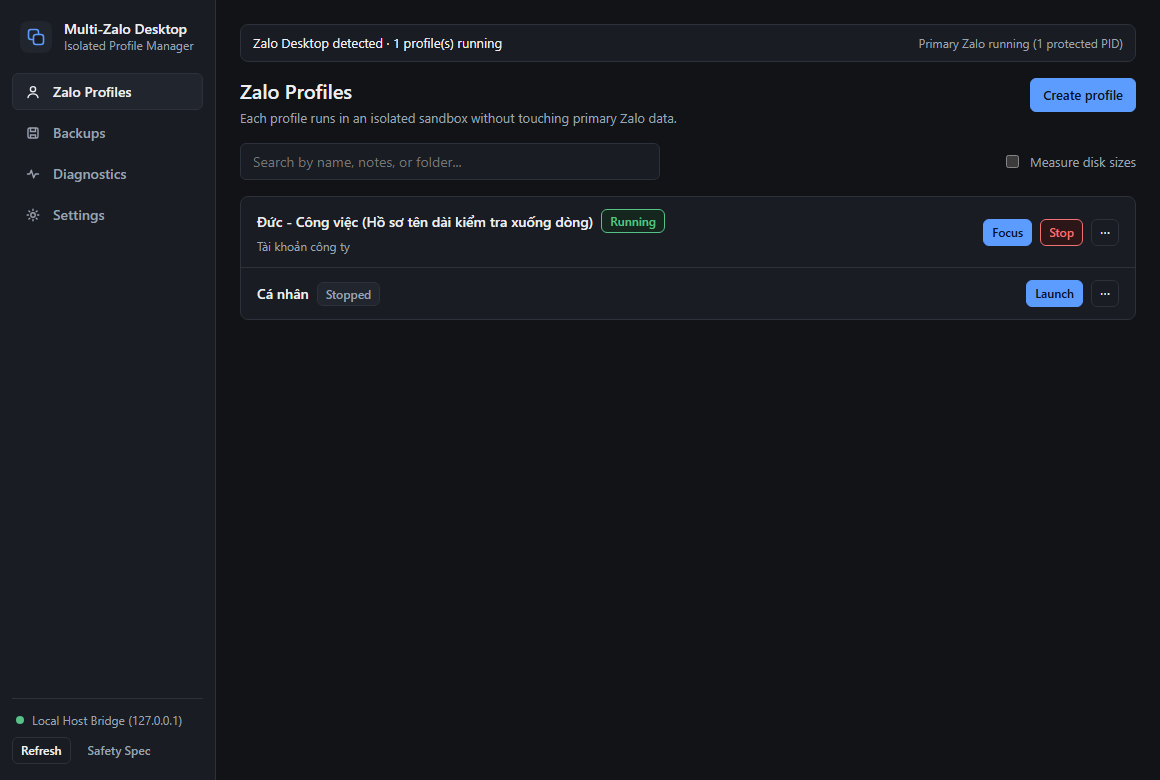 Multi-Zalo Desktop
Isolated Profile Manager
Zalo Profiles
Backups
Diagnostics
Settings
Local Host Bridge (127.0.0.1)
Refresh
Safety Spec
Zalo Desktop detected · 1 profile(s) running
Primary Zalo running (1 protected PID)
Zalo Profiles
Create profile
Each profile runs in an isolated sandbox without touching primary Zalo data.
Search by name, notes, or folder...
Measure disk sizes
Đức - Công việc (Hồ sơ tên dài kiểm tra xuống dòng)
Running
Tài khoản công ty
Focus
Stop
...
Cá nhân
Stopped
Launch
...